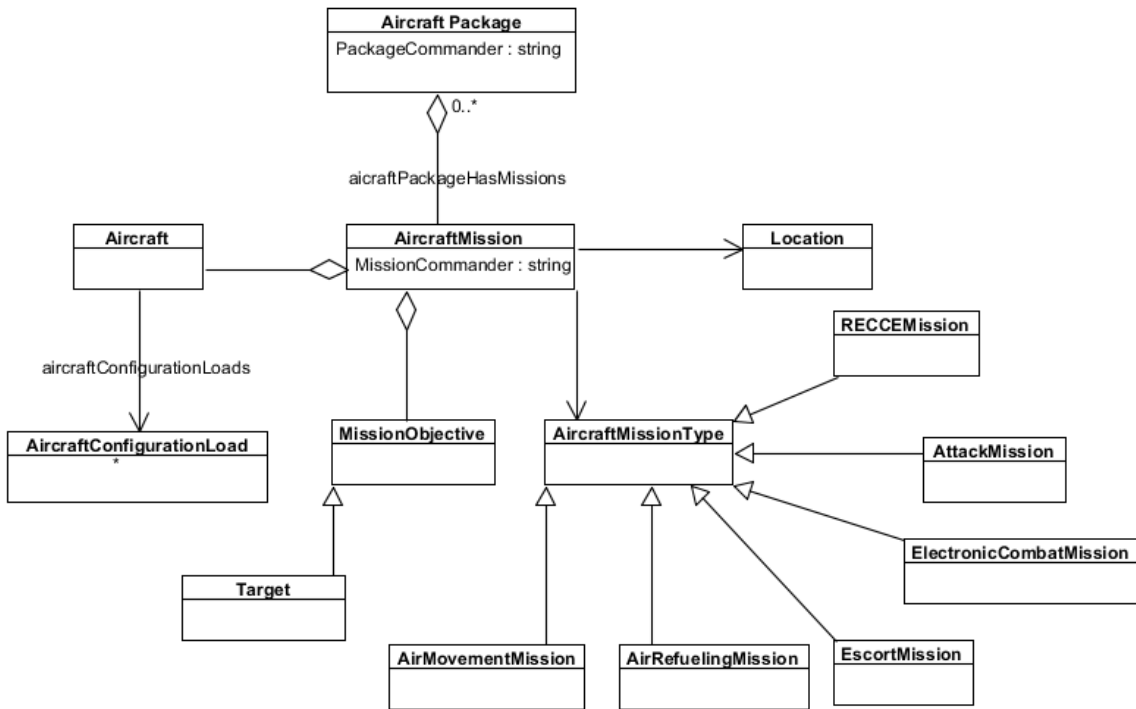 Aircraft Package
PackageCommander : string
0..*
aicraftPackageHasMissions
Aircraft
AircraftMission
MissionCommander : string
Location
RECCEMission
aircraftConfigurationLoads
AircraftConfigurationLoad
*
MissionObjective
AircraftMissionType
AttackMission
ElectronicCombatMission
Target
AirMovementMission
AirRefuelingMission
EscortMission